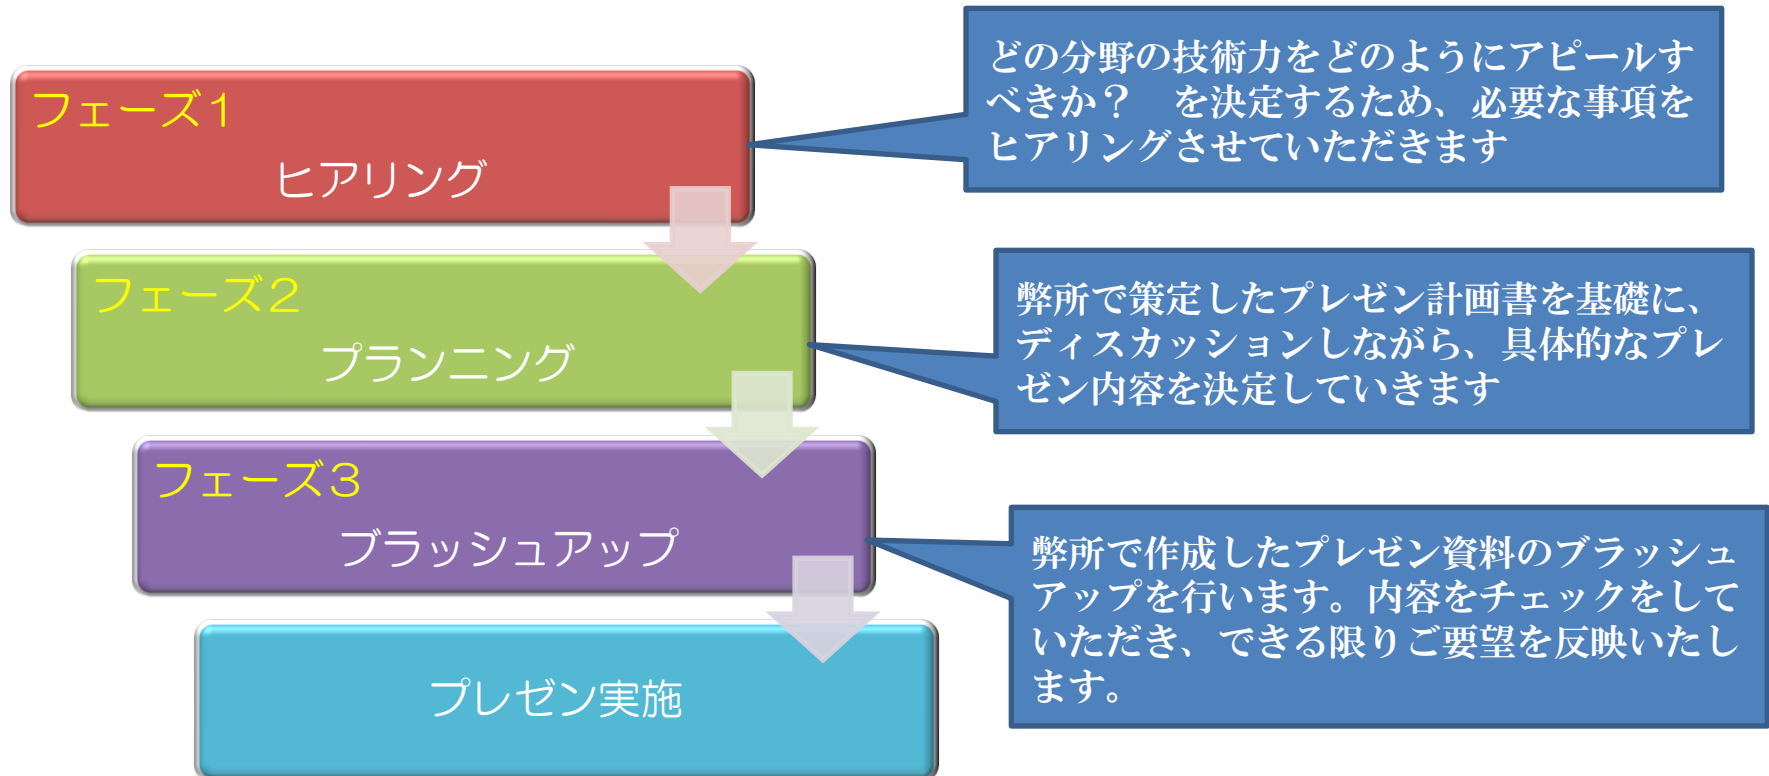 フェーズ１
ヒアリング
どの分野の技術力をどのようにアピールす
べきか？　を決定するため、必要な事項を
ヒアリングさせていただきます
フェーズ２
プランニング
弊所で策定したプレゼン計画書を基礎に、
ディスカッションしながら、具体的なプレ
ゼン内容を決定していきます
フェーズ３
ブラッシュアップ
弊所で作成したプレゼン資料のブラッシュ
アップを行います。内容をチェックをして
いただき、できる限りご要望を反映いたし
ます。
プレゼン実施